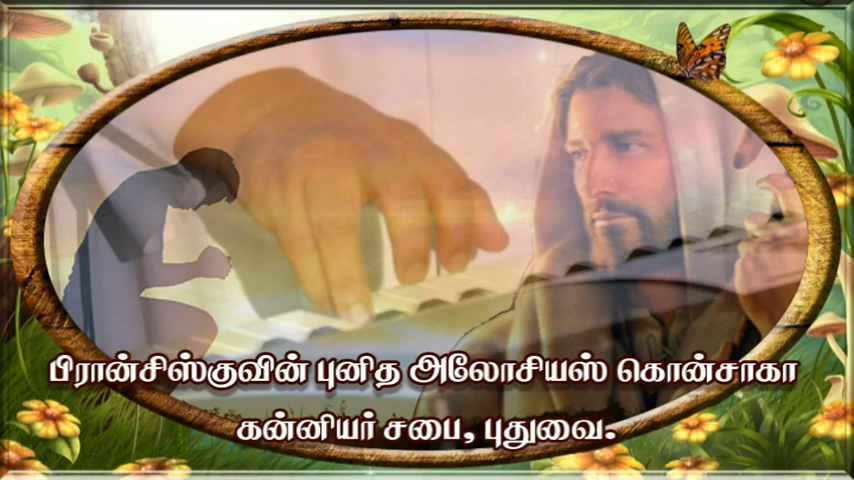 பிரான்சிஸ்குவின் புனித அலோசியஸ் கொன்சாகா
கன்னியர் சபை, புதுவை.